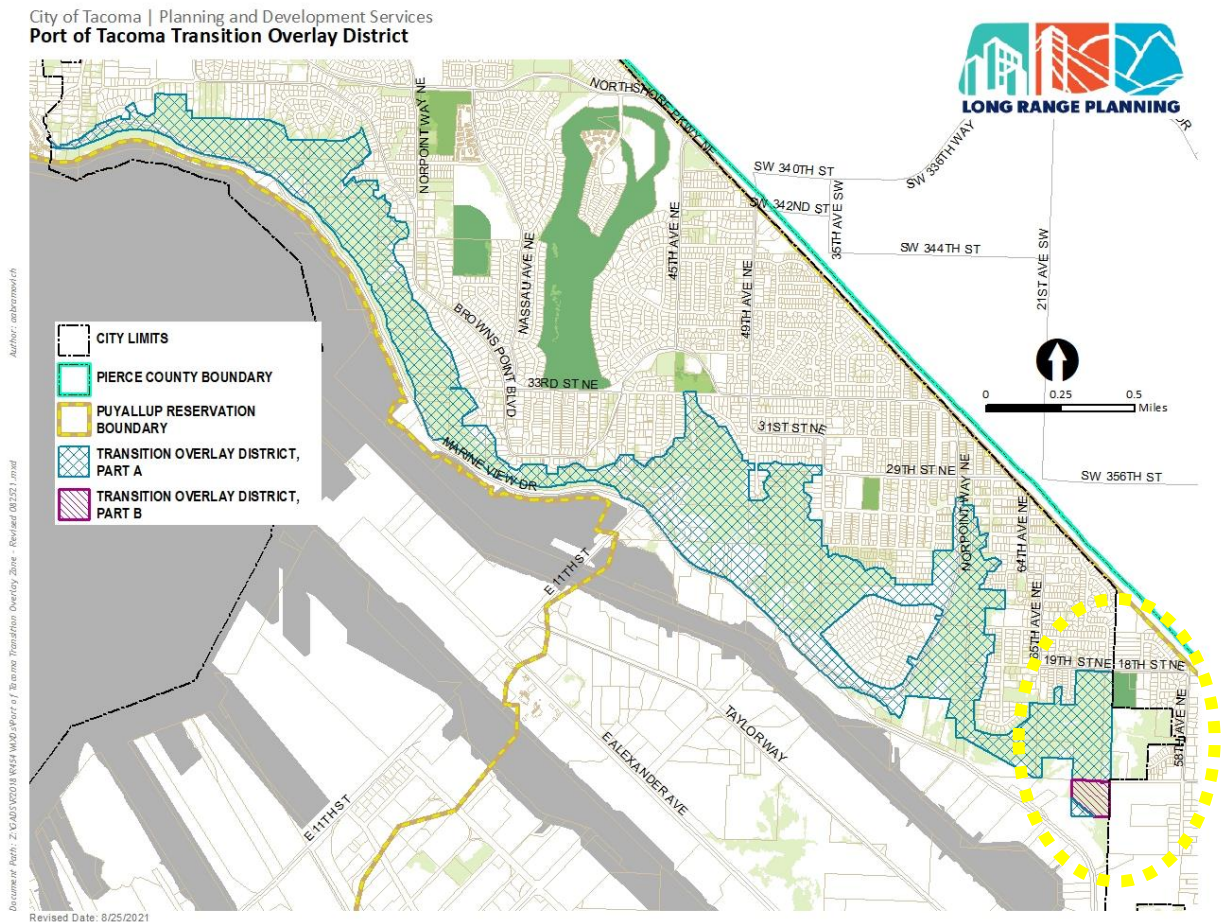 City of Tacoma | Planning and Development Services
Port of Tacoma Transition Overlay District
LONG RANGE PLANNING
NORTHSHORE PKWY NE
NORPOINT WAY NE
SW 340TH ST
SW 336TH WAY
DR
SW 342ND ST
35TH AVE SW
SW 344TH ST
21ST AVE SW
45TH AVE NE
49TH AVE NE
NASSAU AVE NE
BROWNS POINT BLVD
33RD ST NE
31ST ST NE
29TH ST NE
SW 356TH ST
NORPOINT WAY NE
64TH AVE NE
65TH AVE NE
19TH ST NE
18TH ST NE
58TH AVE NE
MARINE VIEW DR
E 11TH ST
TAYLOR WAY
E ALEXANDER AVE
E 11TH ST
CITY LIMITS
PIERCE COUNTY BOUNDARY
PUYALLUP RESERVATION
BOUNDARY
TRANSITION OVERLAY DISTRICT,
PART A
TRANSITION OVERLAY DISTRICT,
PART B
0 0.25 0.5
Miles
Author: aabramovich
Revised Date: 8/25/2021